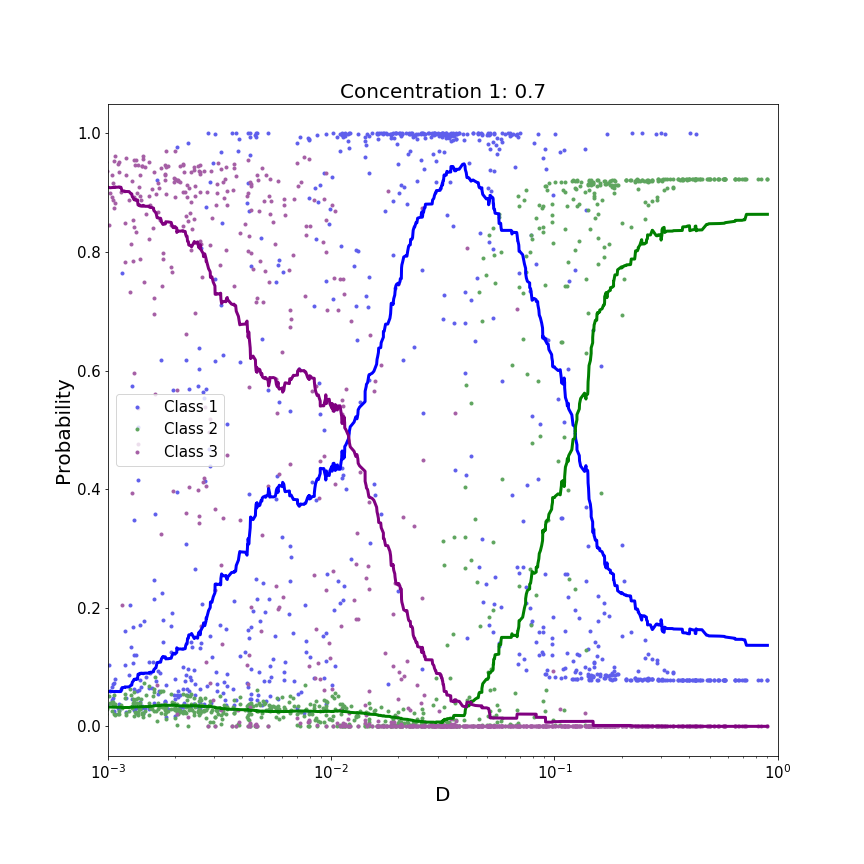 Concentration 1: 0.7
Probability
1.0
0.8
0.6
0.4
0.2
0.0
Class 1
Class 2
Class 3
10⁻³
10⁻²
10⁻¹
10⁰
D